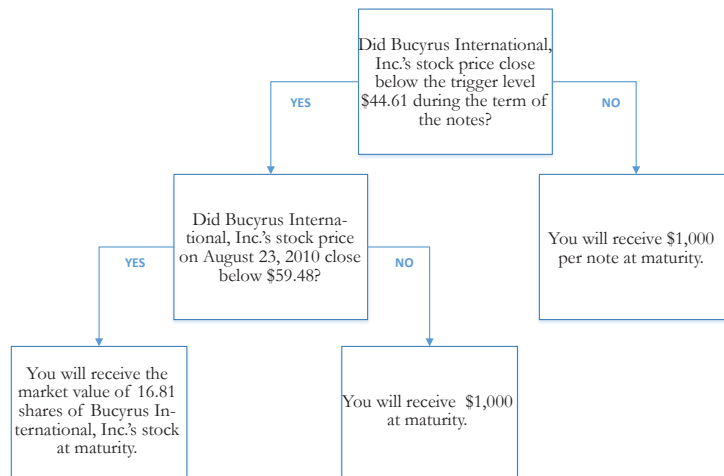 Did Bucyrus International,
Inc.'s stock price close
below the trigger level
$44.61 during the term of
the notes?
YES
NO
Did Bucyrus Interna-
tional, Inc.'s stock price
on August 23, 2010 close
below $59.48?
You will receive $1,000
per note at maturity.
YES
NO
You will receive the
market value of 16.81
shares of Bucyrus In-
ternational, Inc.'s stock
at maturity.
You will receive $1,000
at maturity.